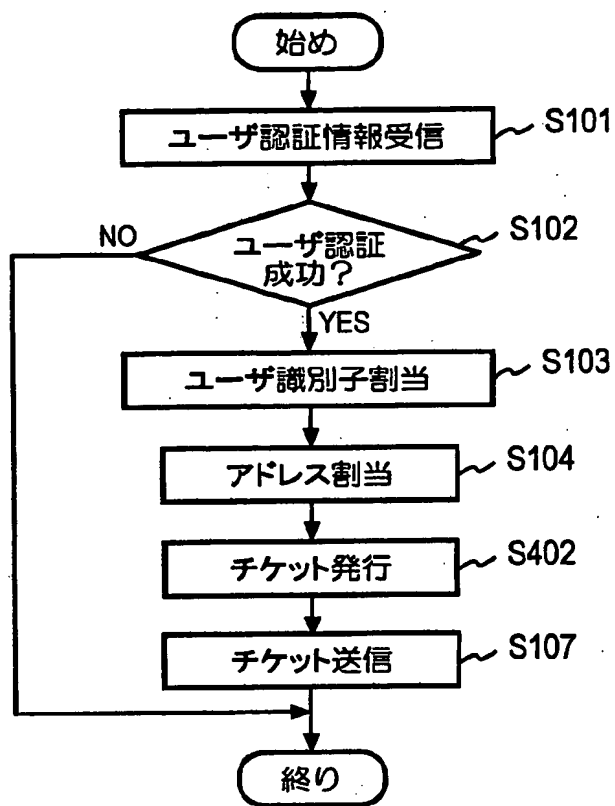 始め
ユーザ認証情報受信
S101
NO
ユーザ認証
成功？
S102
YES
ユーザ識別子割当
S103
アドレス割当
S104
チケット発行
S402
チケット送信
S107
終り